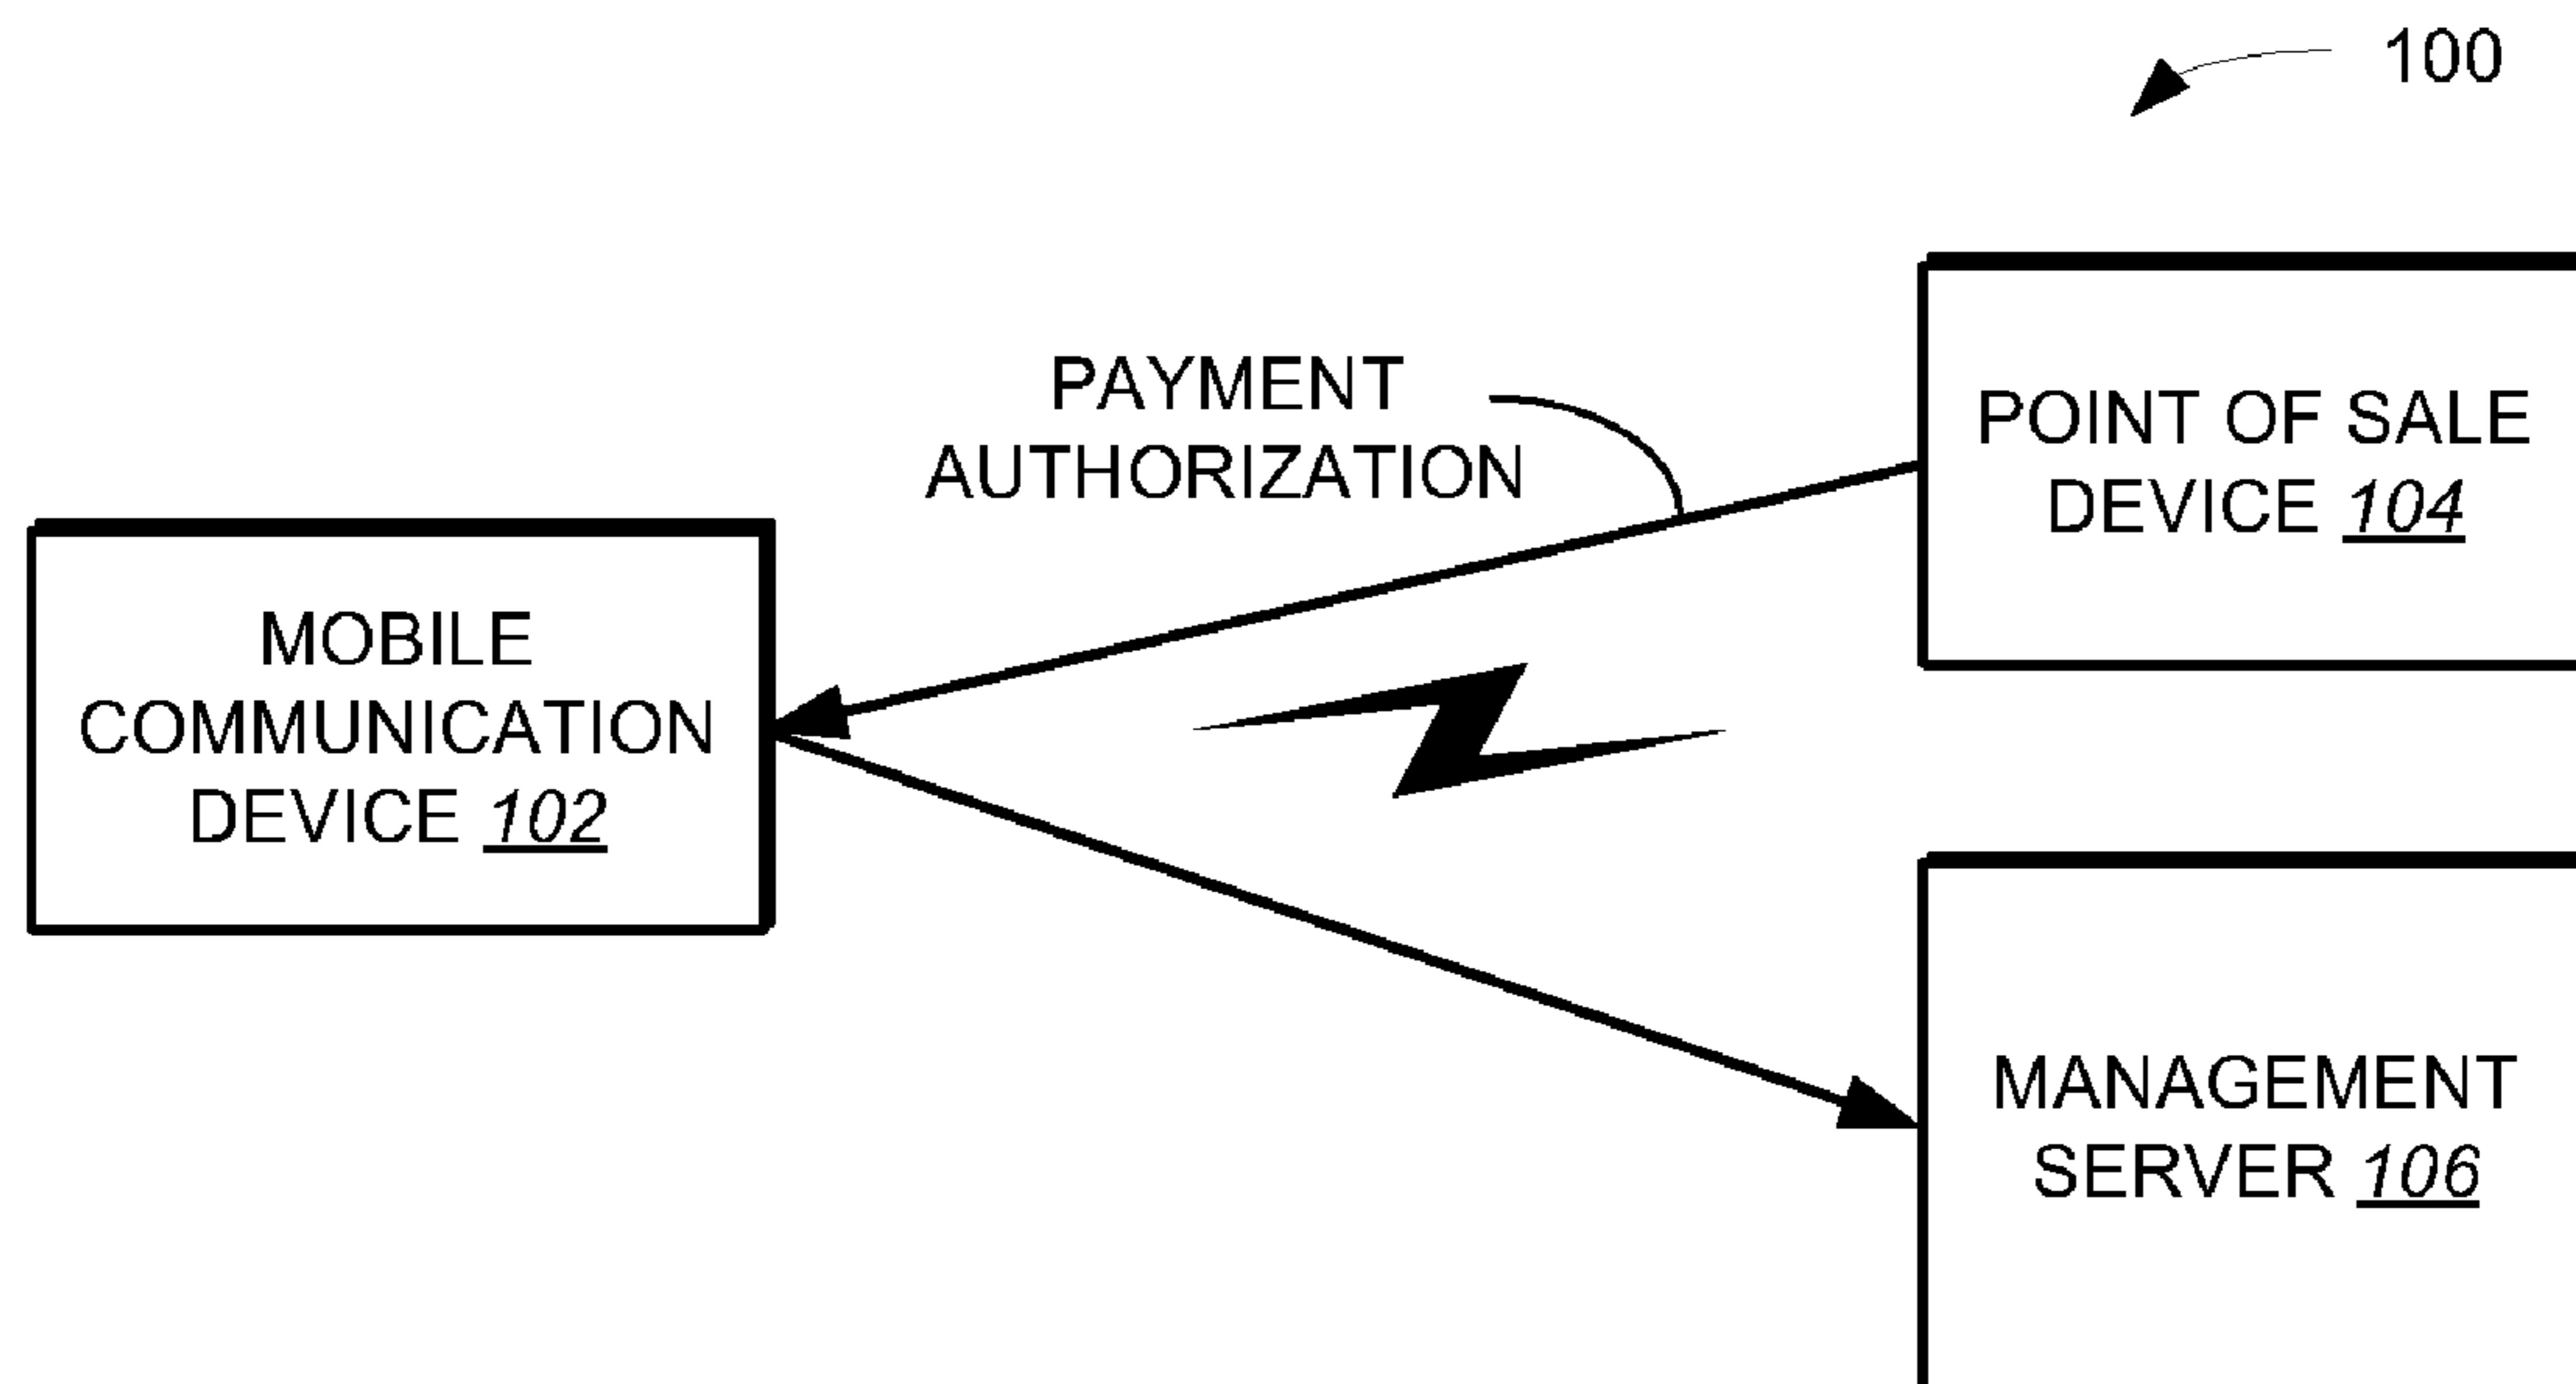 100
PAYMENT
AUTHORIZATION
POINT OF SALE
DEVICE 104
MOBILE
COMMUNICATION
DEVICE 102
MANAGEMENT
SERVER 106